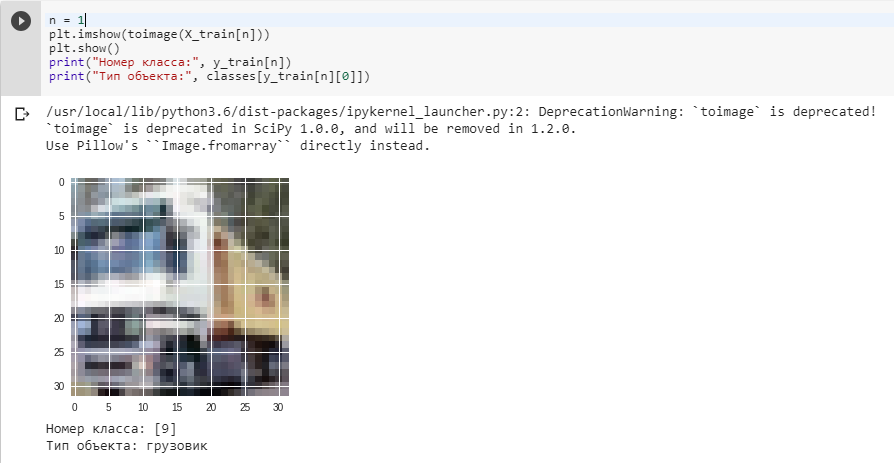 n = 1
plt.imshow(toimage(X_train[n]))
plt.show()
print("Номер класса:", y_train[n])
print("Тип объекта:", classes[y_train[n][0]])
/usr/local/lib/python3.6/dist-packages/ipykernel_launcher.py:2: DeprecationWarning: `toimage` is deprecated!
`toimage` is deprecated in SciPy 1.0.0, and will be removed in 1.2.0.
Use Pillow's ``Image.fromarray`` directly instead.
0
5
10
15
20
25
30
0 5 10 15 20 25 30
Номер класса: [9]
Тип объекта: грузовик